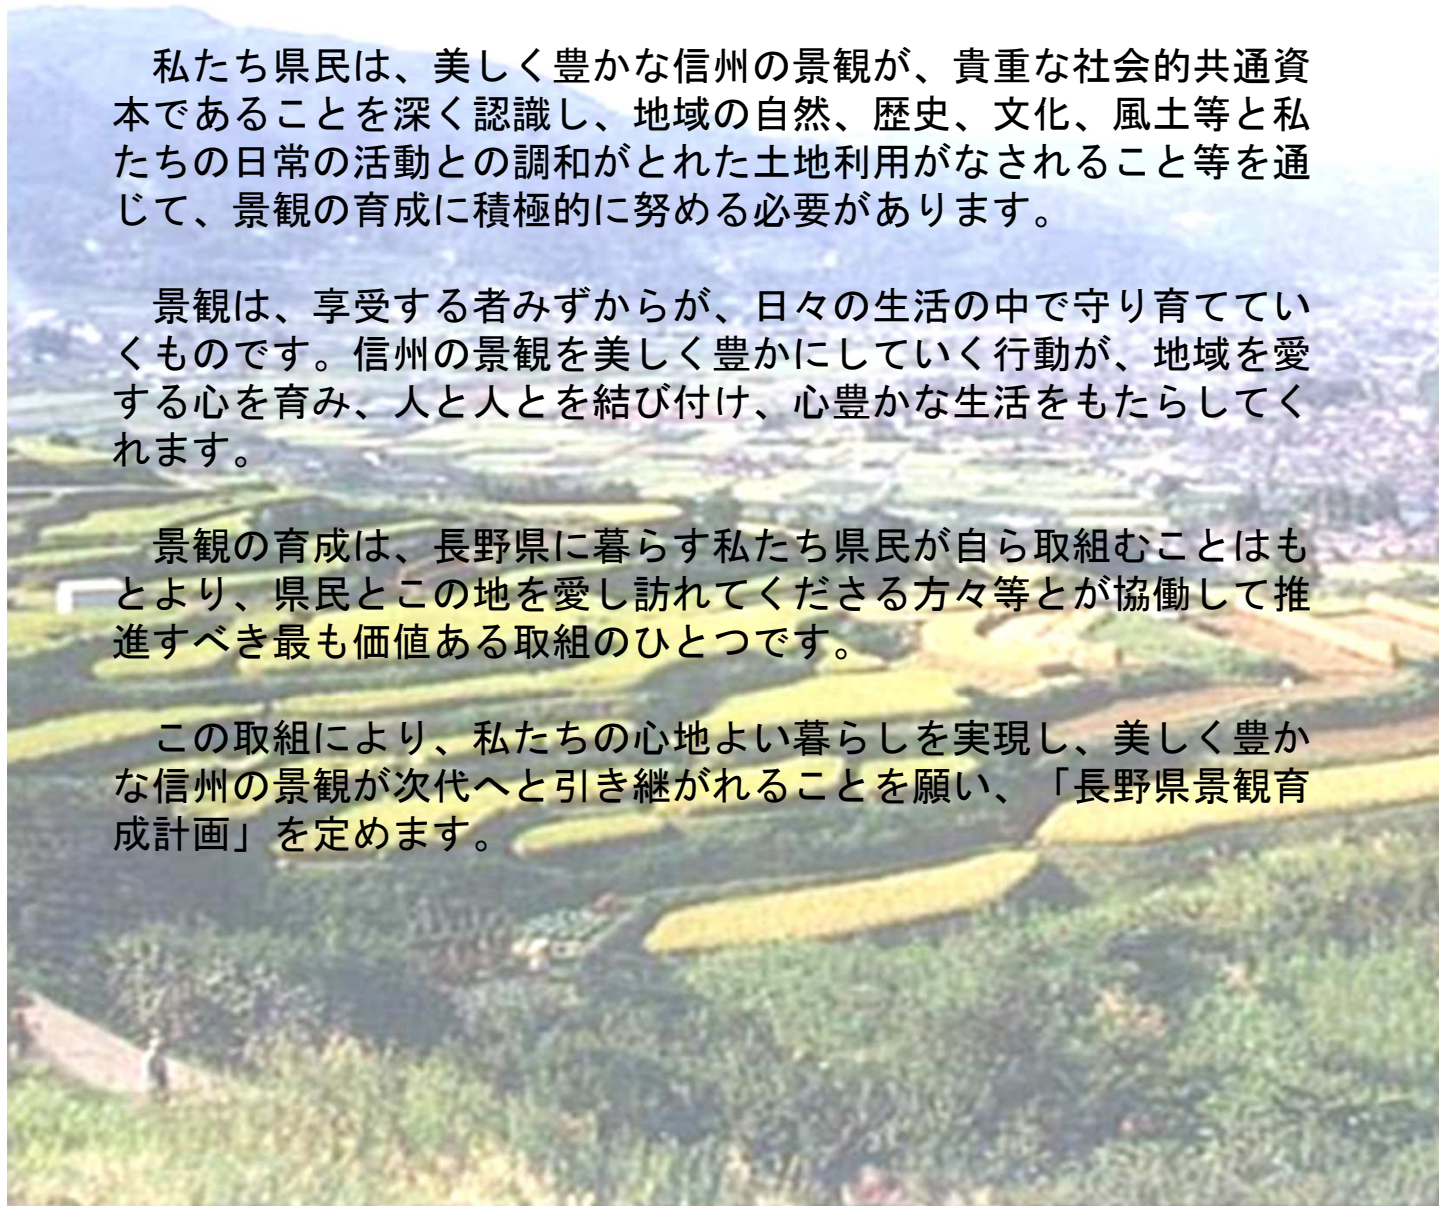 私たち県民は、美しく豊かな信州の景観が、貴重な社会的共通資
本であることを深く認識し、地域の自然、歴史、文化、風土等と私
たちの日常の活動との調和がとれた土地利用がなされること等を通
じて、景観の育成に積極的に努める必要があります。
　景観は、享受する者みずからが、日々の生活の中で守り育ててい
くものです。信州の景観を美しく豊かにしていく行動が、地域を愛
する心を育み、人と人とを結び付け、心豊かな生活をもたらしてく
れます。
　景観の育成は、長野県に暮らす私たち県民が自ら取組むことはも
とより、県民とこの地を愛し訪れてくださる方々等とが協働して推
進すべき最も価値ある取組のひとつです。
　この取組により、私たちの心地よい暮らしを実現し、美しく豊か
な信州の景観が次代へと引き継がれることを願い、「長野県景観育
成計画」を定めます。